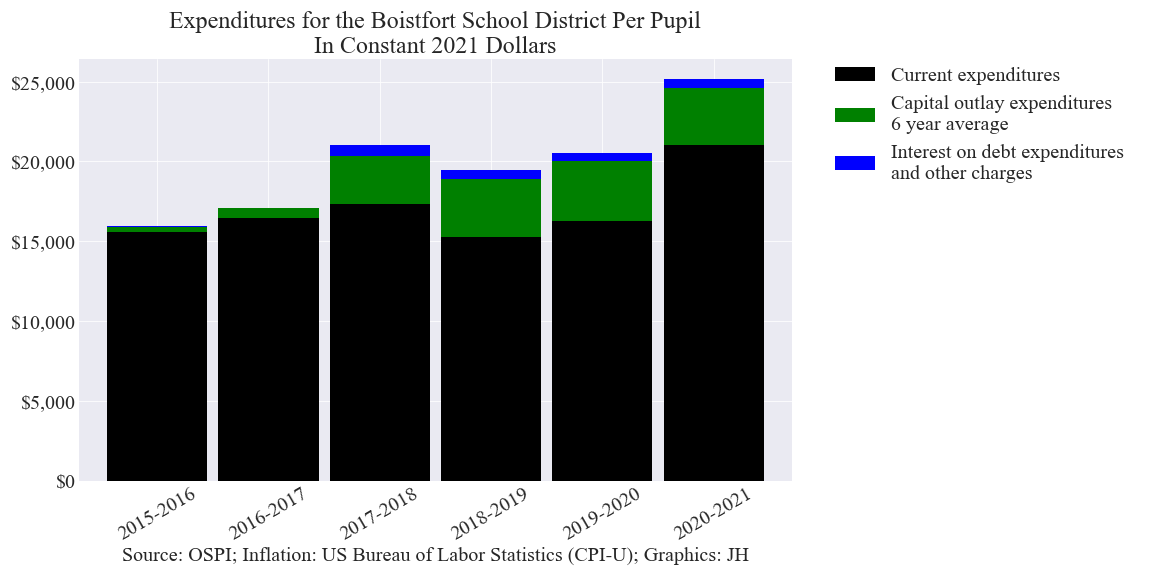 Expenditures for the Boistfort School District Per Pupil
In Constant 2021 Dollars
$25,000
$20,000
$15,000
$10,000
$5,000
$0
2015-2016
2016-2017
2017-2018
2018-2019
2019-2020
2020-2021
Source: OSPI; Inflation: US Bureau of Labor Statistics (CPI-U); Graphics: JH
Current expenditures
Capital outlay expenditures
6 year average
Interest on debt expenditures
and other charges